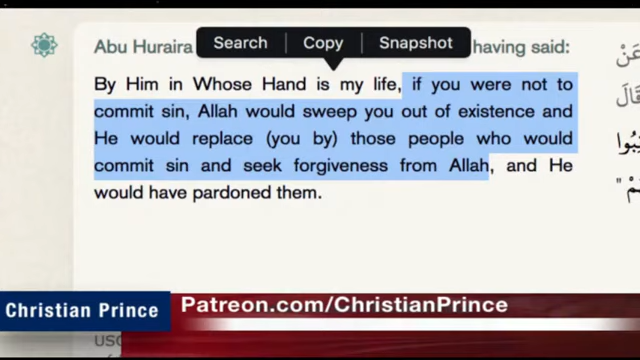 Abu Huraira
having said:
Search
Copy
Snapshot
By Him in Whose Hand is my life, if you were not to
commit sin, Allah would sweep you out of existence and
He would replace (you by) those people who would
commit sin and seek forgiveness from Allah, and He
would have pardoned them.
عَنْ
قَالَ
Christian Prince
Patreon.com/ChristianPrince